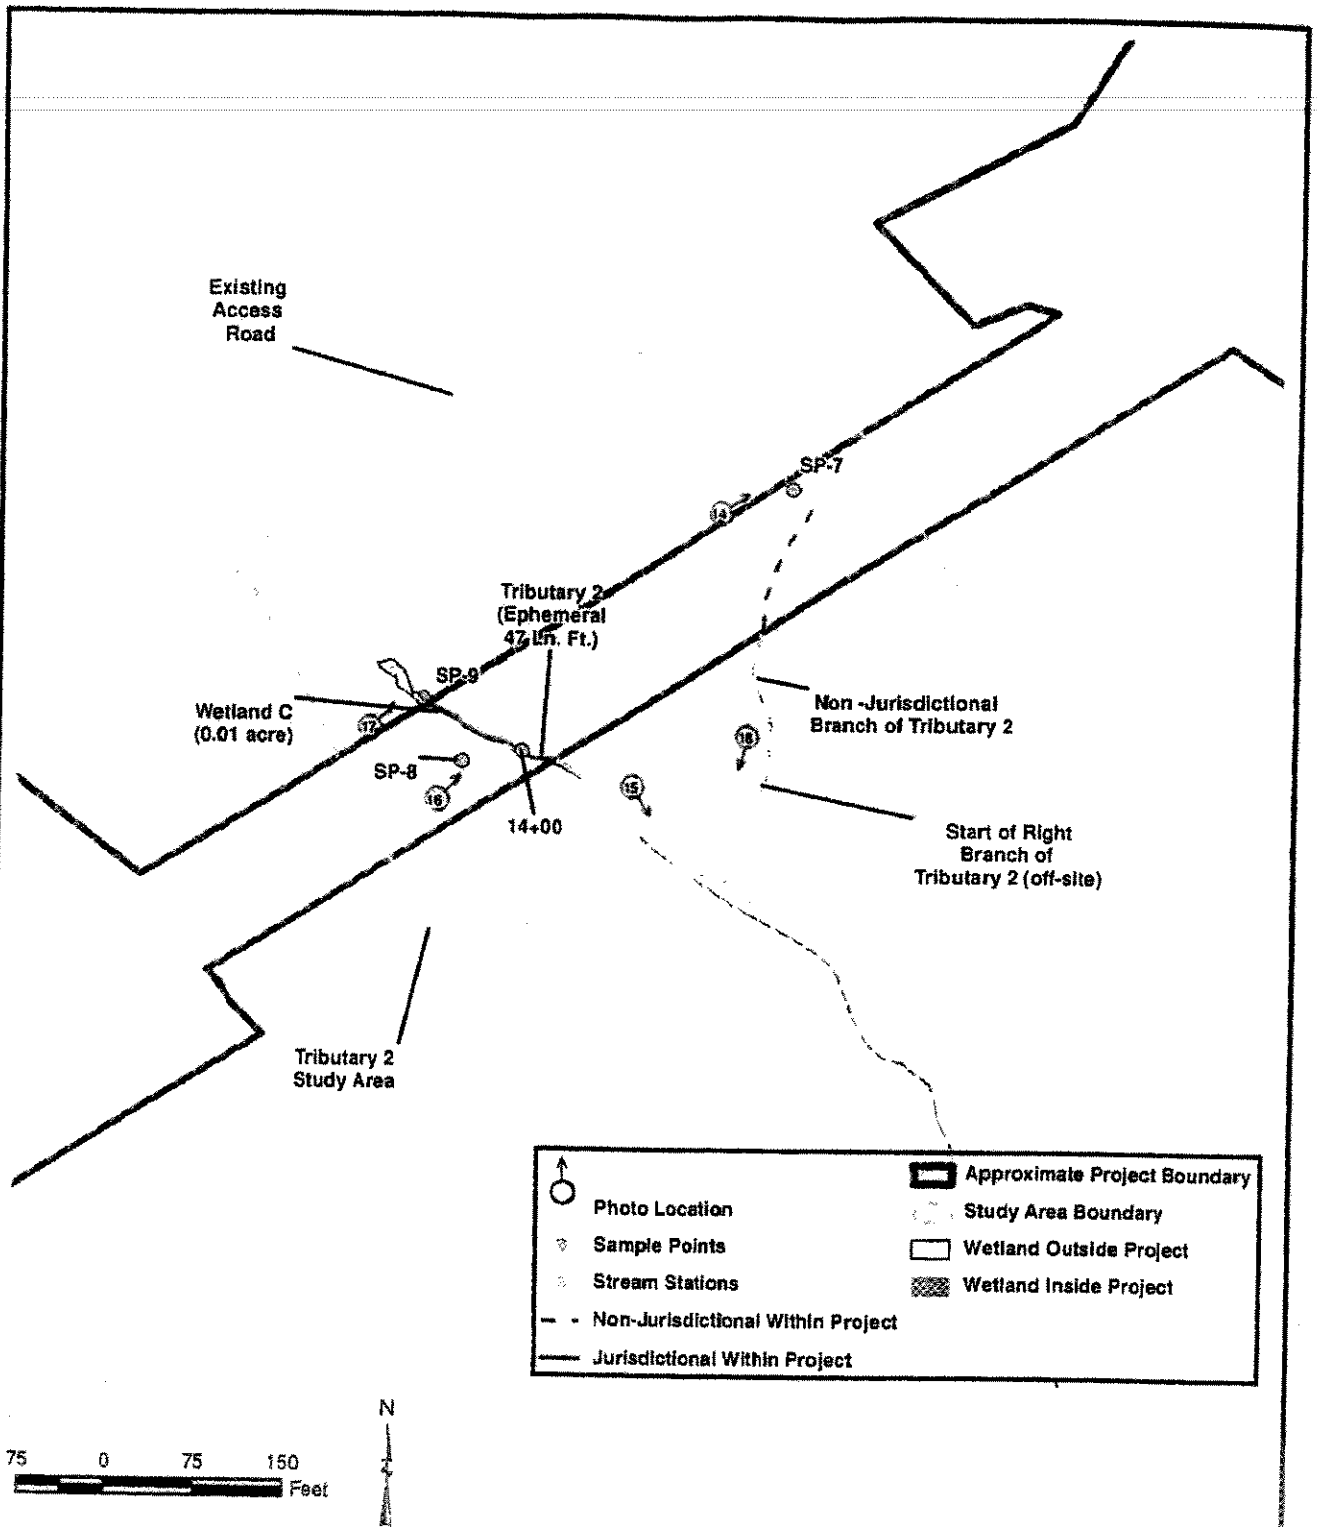 Existing
Access
Road
SP-7
14
Tributary 2
(Ephemeral
47 Ln. Ft.)
SP-9
Wetland C
(0.01 acre)
17
SP-8
16
14+00
15
18
Non -Jurisdictional
Branch of Tributary 2
Start of Right
Branch of
Tributary 2 (off-site)
Tributary 2
Study Area
Photo Location
Sample Points
Stream Stations
Non-Jurisdictional Within Project
Jurisdictional Within Project
Approximate Project Boundary
Study Area Boundary
Wetland Outside Project
Wetland Inside Project
N
75 0 75 150
Feet